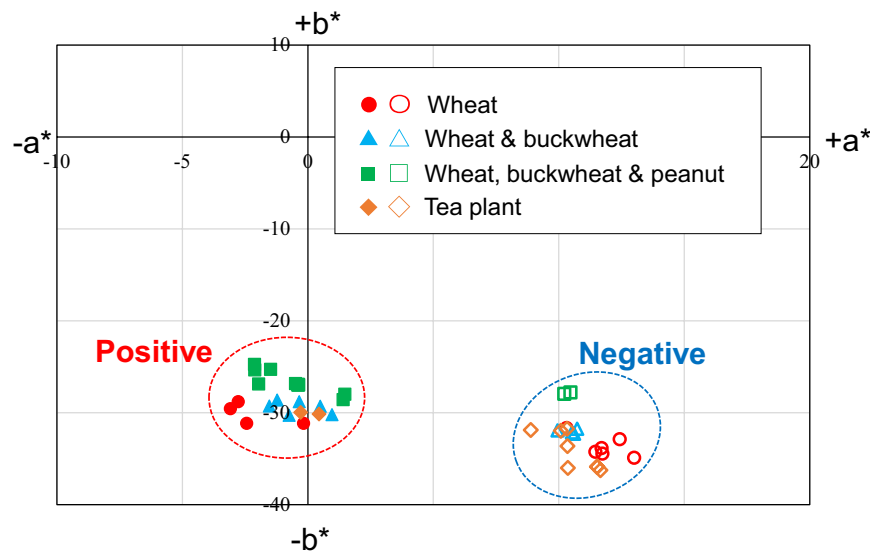 +b*
10
Wheat
-a*
0
+a*
-10
-5
0
20
Wheat & buckwheat
Wheat, buckwheat & peanut
Tea plant
-10
-20
Positive
Negative
-30
-40
-b*